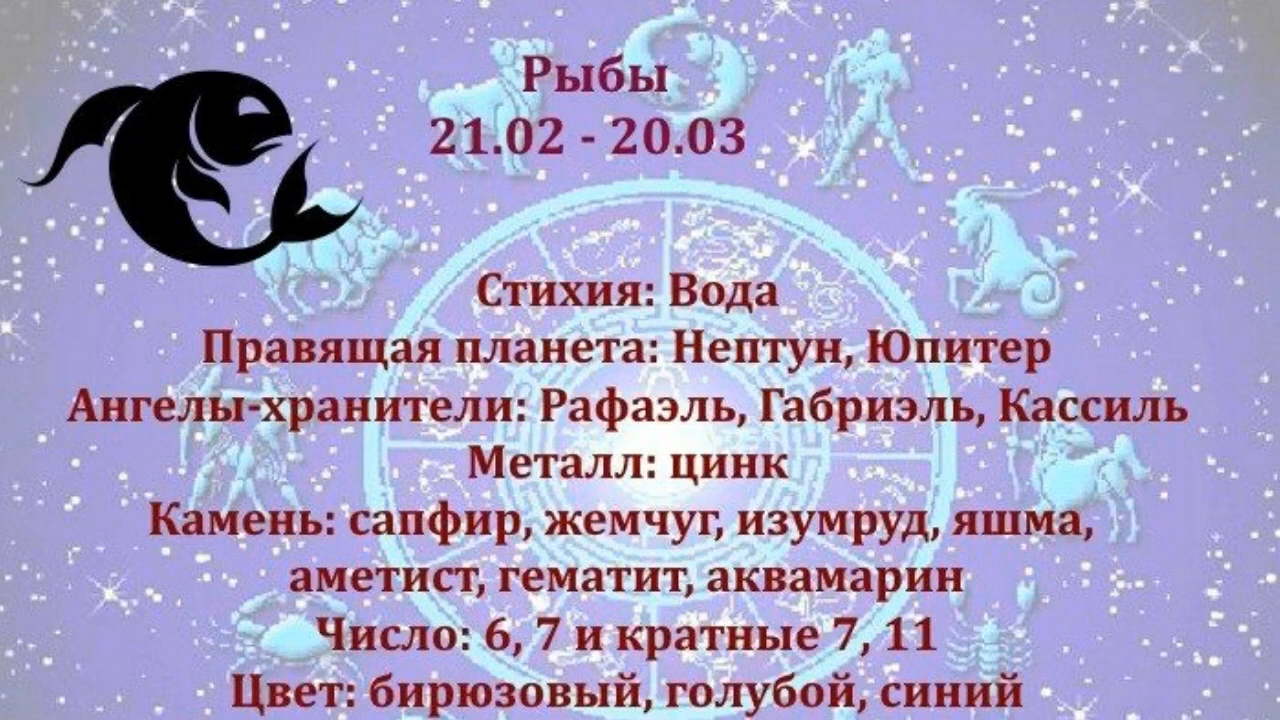 Рыбы
21.02 - 20.03
Стихия: Вода
Правящая планета: Нептун, Юпитер
Ангелы-хранители: Рафаэль, Габриэль, Кассиль
Металл: цинк
Камень: сапфир, жемчуг, изумруд, яшма,
аметист, гематит, аквамарин
Число: 6, 7 и кратные 7, 11
Цвет: бирюзовый, голубой, синий